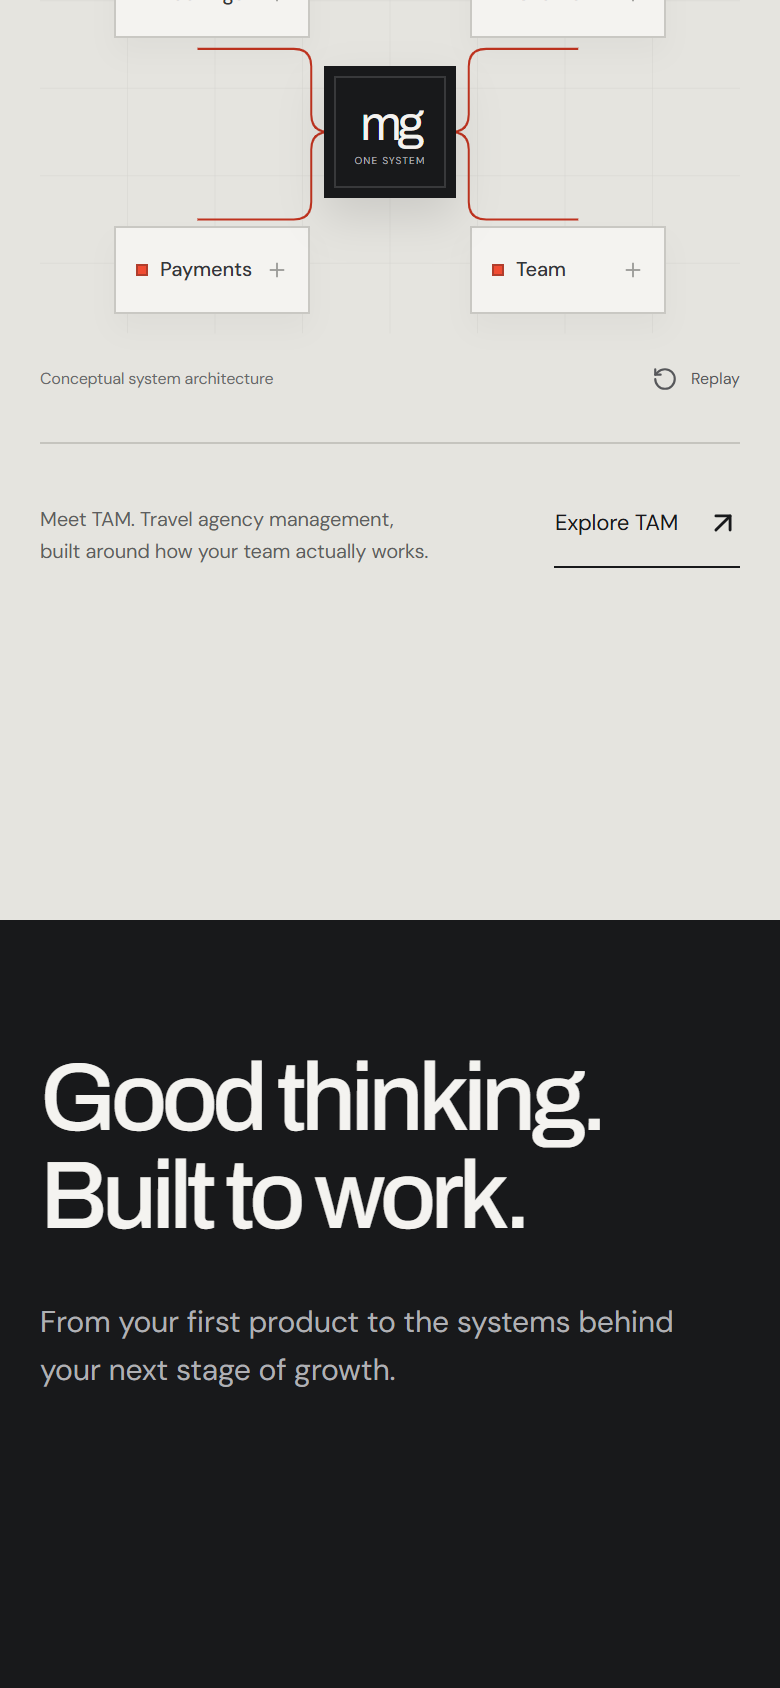 mg
ONE SYSTEM
Payments
Team
Conceptual system architecture
Replay
Meet TAM. Travel agency management,
built around how your team actually works.
Explore TAM
Good thinking.
Built to work.
From your first product to the systems behind
your next stage of growth.